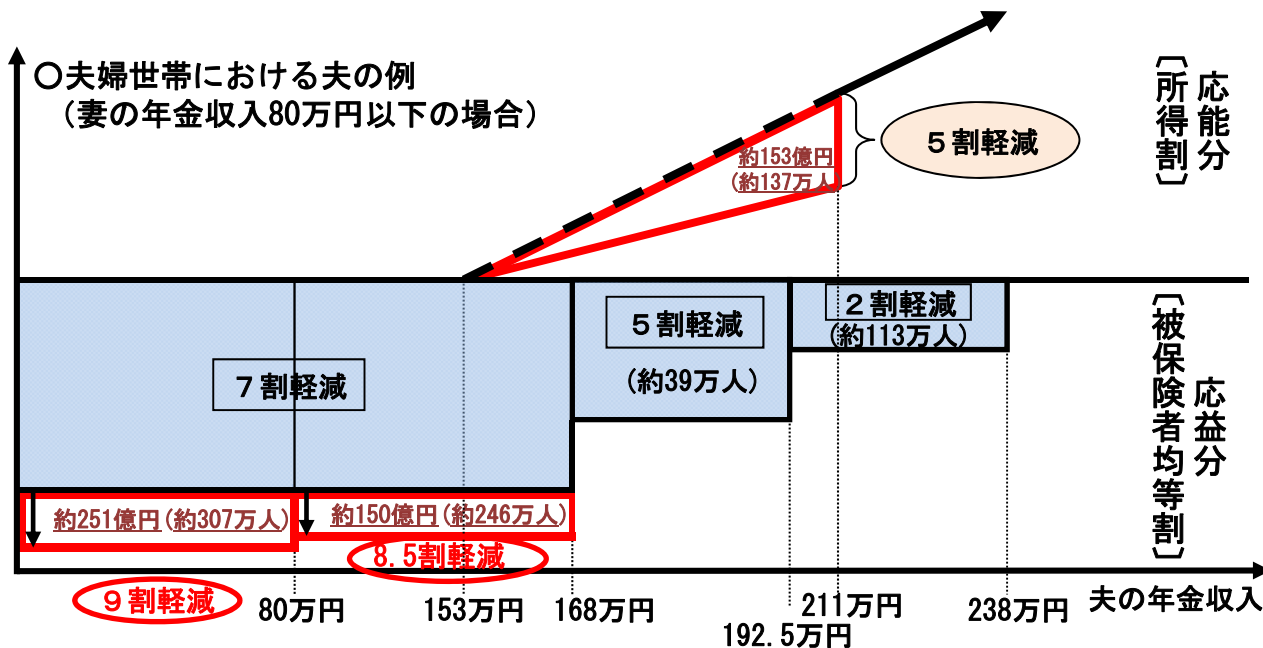 ○夫婦世帯における夫の例
（妻の年金収入80万円以下の場合）
約153億円
(約137万人
５割軽減
応能分
〔所得割〕
７割軽減
５割軽減
(約39万人)
２割軽減
(約113万人)
応益分
〔被保険者均等割〕
約251億円(約307万人)
約150億円(約246万人)
9割軽減
8.5割軽減
80万円
153万円
168万円
192.5万円
211万円
238万円
夫の年金収入